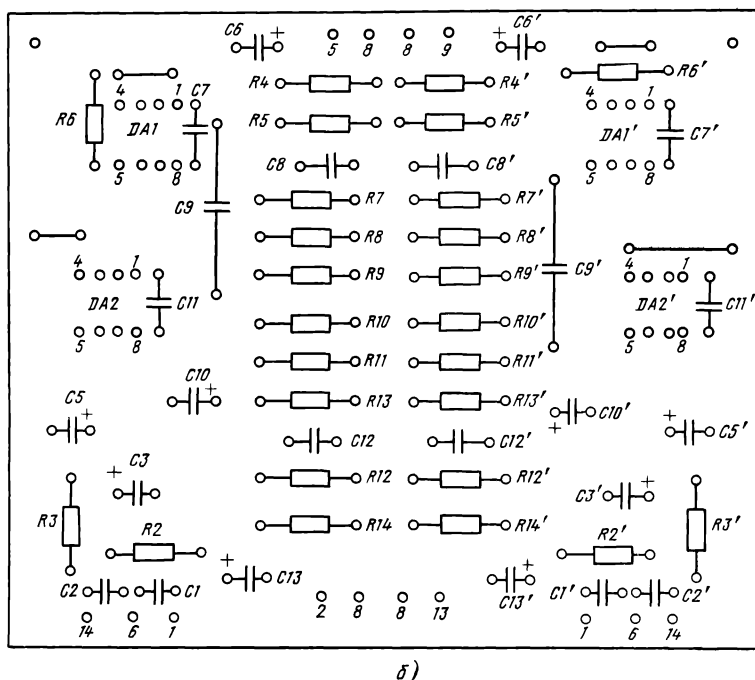 C6 + 5 8 8 9 + C6'
R4 R4' R6'
4 1 C7 4 1
R6 DA1 R5 R5' DA1' C7'
5 8 C8 C8' 5 8
C9 R7 R7'
R8 R8' C9'
4 1 R9 R9' 4 1
DA2 C11 DA2' C11'
5 8 R10 R10' 5 8
R11 R11'
C10 + R13 R13' + C10'
C5 + C12 C12' + C5'
+ C3 R12 R12' C3' +
R3 R2 R14 R14' R2' R3'
+ C13 + C13'
C2 C1 C1' C2'
14 6 1 2 8 8 13 1 6 14
б)